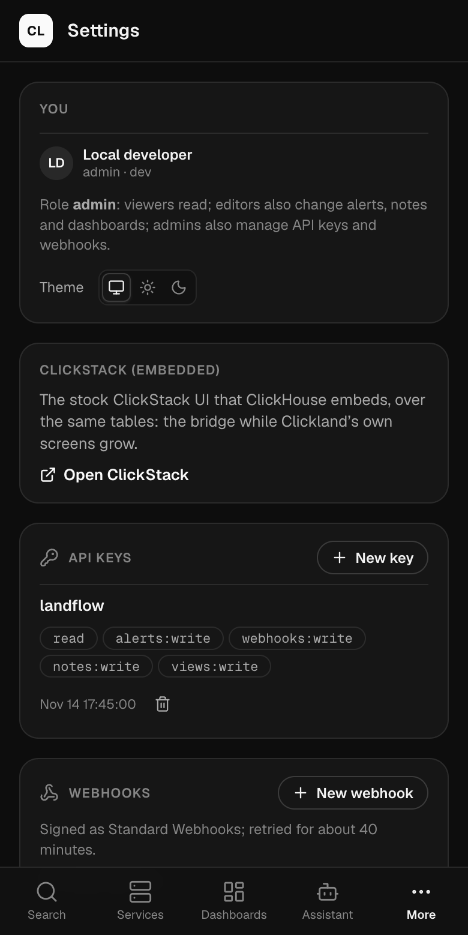 CL Settings
YOU
LD
Local developer
admin · dev
Role admin: viewers read; editors also change alerts, notes
and dashboards; admins also manage API keys and
webhooks.
Theme
CLICKSTACK (EMBEDDED)
The stock ClickStack UI that ClickHouse embeds, over
the same tables: the bridge while Clickland's own
screens grow.
Open ClickStack
API KEYS
New key
landflow
read alerts:write webhooks:write
notes:write views:write
Nov 14 17:45:00
WEBHOOKS
New webhook
Signed as Standard Webhooks; retried for about 40
minutes.
Search Services Dashboards Assistant More